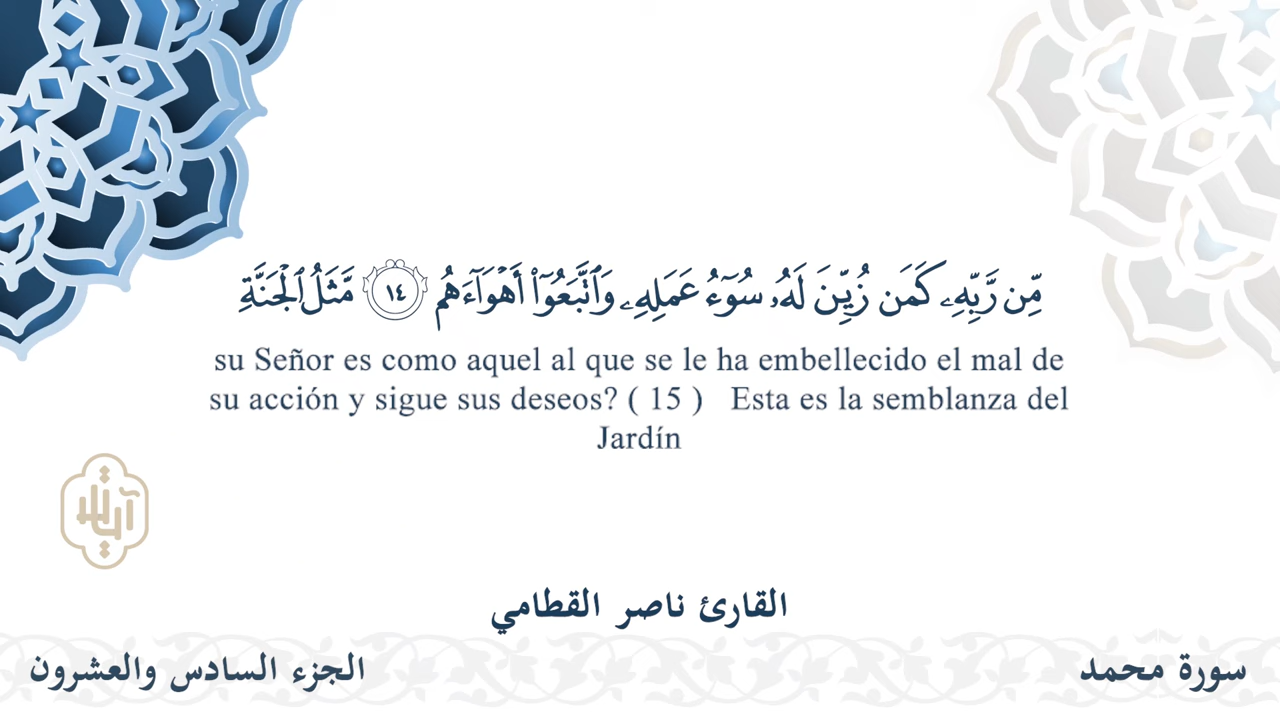 مِّن رَّبِّهِۦ كَمَن زُيِّنَ لَهُۥ سُوٓءُ عَمَلِهِۦ وَٱتَّبَعُوٓا۟ أَهْوَآءَهُم ١٤ مَّثَلُ ٱلْجَنَّةِ
su Señor es como aquel al que se le ha embellecido el mal de
su acción y sigue sus deseos? ( 15 ) Esta es la semblanza del
Jardín
القارئ ناصر القطامي
سورة محمد
الجزء السادس والعشرون